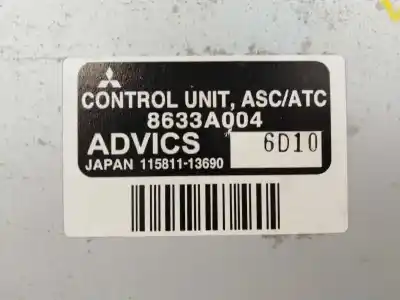 CONTROL UNIT, ASC/ATC
8633A004
ADVICS 6D10
JAPAN 115811-13690